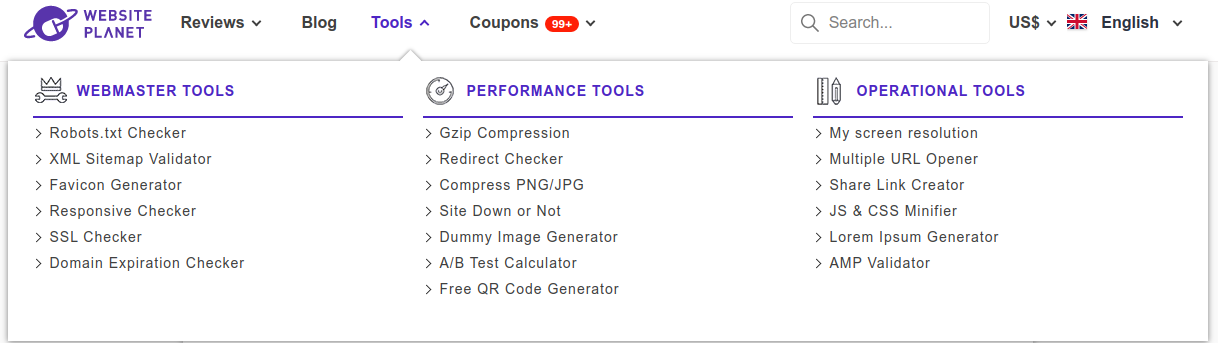 WEBSITE
PLANET
Reviews
Blog
Tools
Coupons 99+
Search...
US$
English
WEBMASTER TOOLS
Robots.txt Checker
XML Sitemap Validator
Favicon Generator
Responsive Checker
SSL Checker
Domain Expiration Checker
PERFORMANCE TOOLS
Gzip Compression
Redirect Checker
Compress PNG/JPG
Site Down or Not
Dummy Image Generator
A/B Test Calculator
Free QR Code Generator
OPERATIONAL TOOLS
My screen resolution
Multiple URL Opener
Share Link Creator
JS & CSS Minifier
Lorem Ipsum Generator
AMP Validator